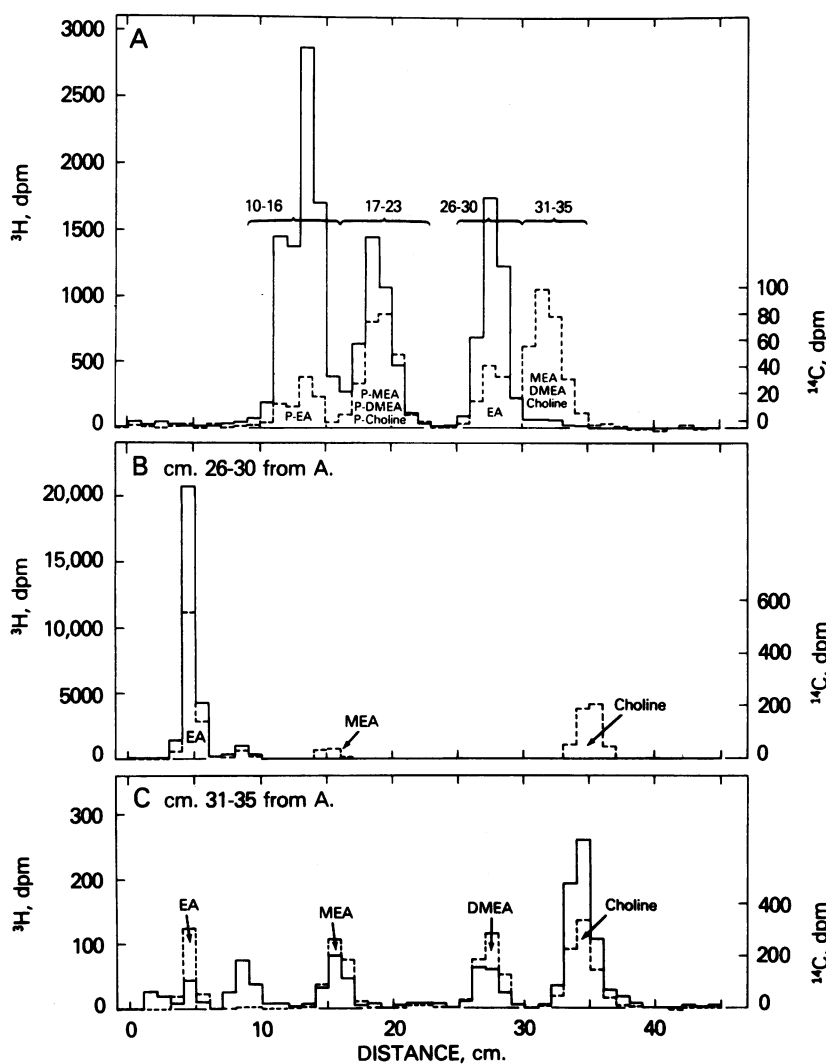 A
3000
2500
2000
1500
1000
500
0
³H, dpm
10-16
17-23
26-30
31-35
100
80
60
40
20
0
¹⁴C, dpm
P-EA
P-MEA
P-DMEA
P-Choline
EA
MEA
DMEA
Choline
B cm. 26-30 from A.
20,000
15,000
10,000
5000
0
³H, dpm
600
400
200
0
¹⁴C, dpm
EA
MEA
Choline
C cm. 31-35 from A.
300
200
100
0
³H, dpm
400
200
0
¹⁴C, dpm
EA
MEA
DMEA
Choline
0 10 20 30 40
DISTANCE, cm.